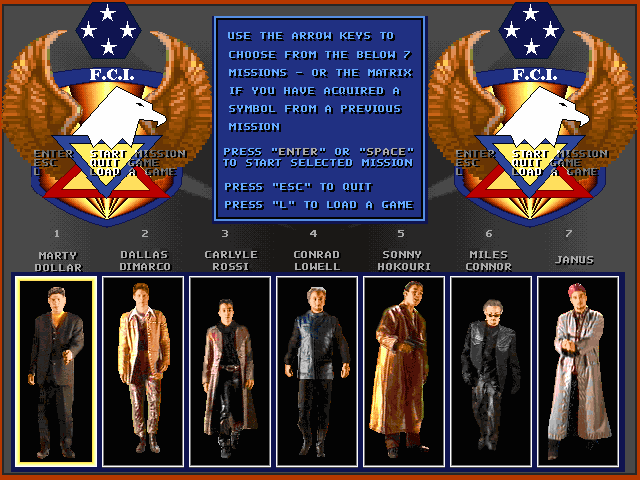 USE THE ARROW KEYS TO
CHOOSE FROM THE BELOW 7
MISSIONS - OR THE MATRIX
IF YOU HAVE ACQUIRED A
SYMBOL FROM A PREVIOUS
MISSION
PRESS "ENTER" OR "SPACE"
TO START SELECTED MISSION
PRESS "ESC" TO QUIT
PRESS "L" TO LOAD A GAME
F.C.I.
ENTER START MISSION
ESC QUIT GAME
L LOAD A GAME
F.C.I.
ENTER START MISSION
ESC QUIT GAME
L LOAD A GAME
1 2 3 4 5 6 7
MARTY DALLAS CARLYLE CONRAD SONNY MILES JANUS
DOLLAR DIMARCO ROSSI LOWELL HOKOURI CONNOR